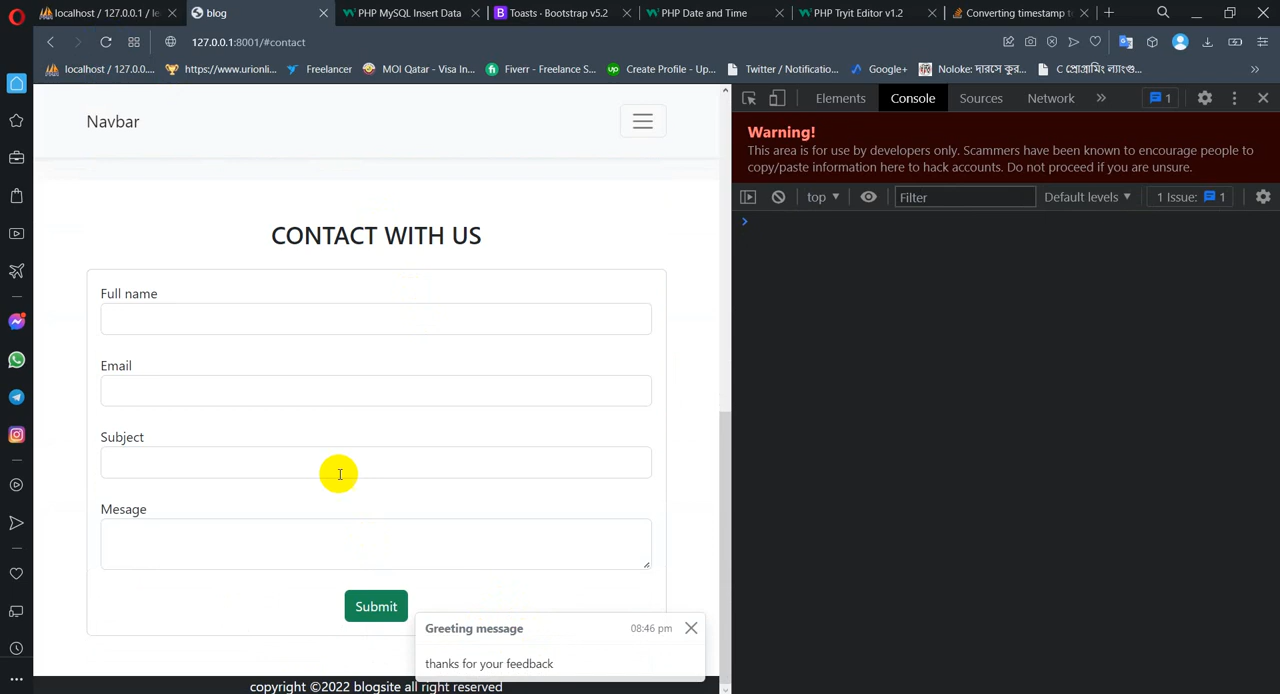 localhost / 127.0.0.1 / le
blog
PHP MySQL Insert Data
Toasts · Bootstrap v5.2
PHP Date and Time
PHP Tryit Editor v1.2
Converting timestamp t
127.0.0.1:8001/#contact
localhost / 127.0.0....
https://www.urionli...
Freelancer
MOI Qatar - Visa In...
Fiverr - Freelance S...
Create Profile - Up...
Twitter / Notificatio...
Google+
Noloke: দারসে কুর...
C প্রোগ্রামিং ল্যাংগু...
Navbar
CONTACT WITH US
Full name
Email
Subject
Mesage
Submit
Greeting message 08:46 pm
thanks for your feedback
copyright ©2022 blogsite all right reserved
Elements Console Sources Network 1
Warning!
This area is for use by developers only. Scammers have been known to encourage people to
copy/paste information here to hack accounts. Do not proceed if you are unsure.
top Filter Default levels 1 Issue: 1